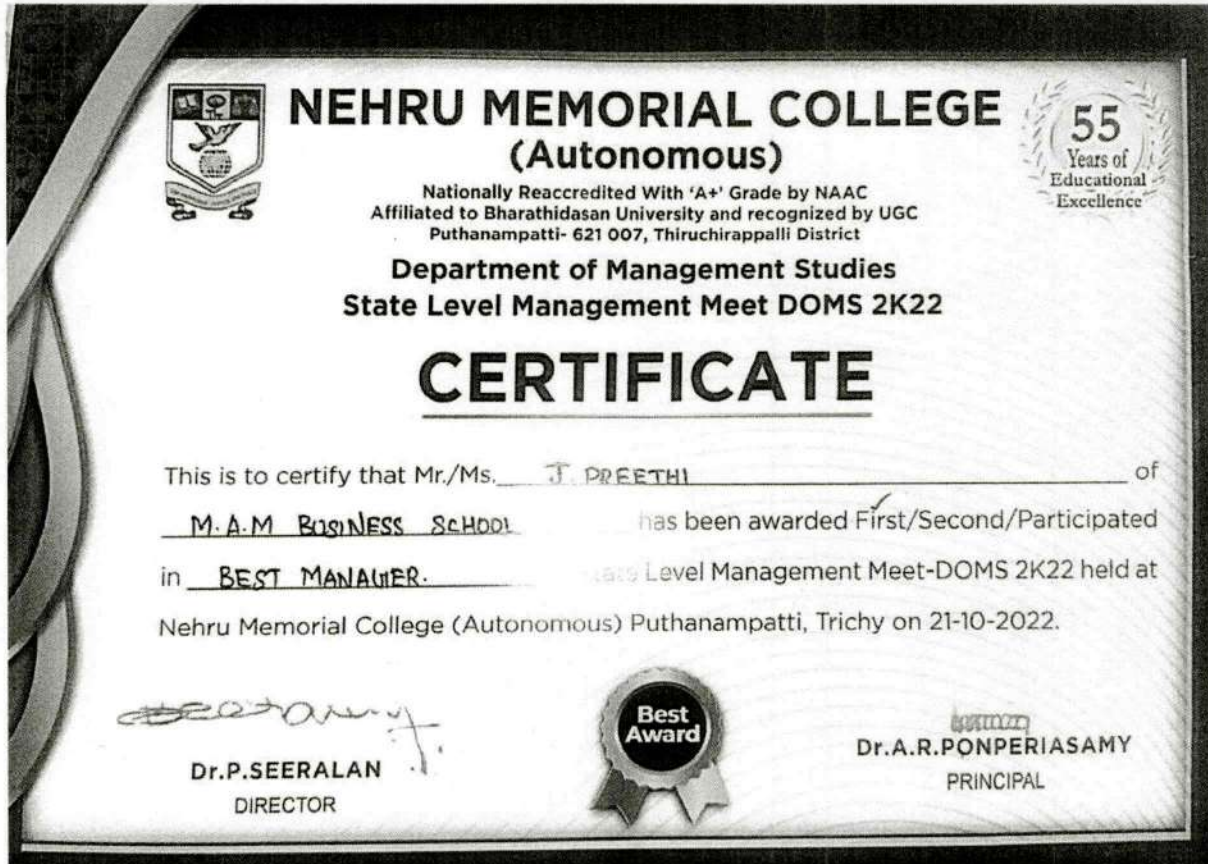 NEHRU MEMORIAL COLLEGE
(Autonomous)
Nationally Reaccredited With ‘A+’ Grade by NAAC
Affiliated to Bharathidasan University and recognized by UGC
Puthanampatti- 621 007, Thiruchirappalli District
55
Years of
Educational
Excellence
Department of Management Studies
State Level Management Meet DOMS 2K22
CERTIFICATE
This is to certify that Mr./Ms. J. PREETHI of
M.A.M BUSINESS SCHOOL has been awarded First/Second/Participated
in BEST MANAGER. State Level Management Meet-DOMS 2K22 held at
Nehru Memorial College (Autonomous) Puthanampatti, Trichy on 21-10-2022.
Best
Award
Dr.P.SEERALAN
DIRECTOR
Dr.A.R.PONPERIASAMY
PRINCIPAL